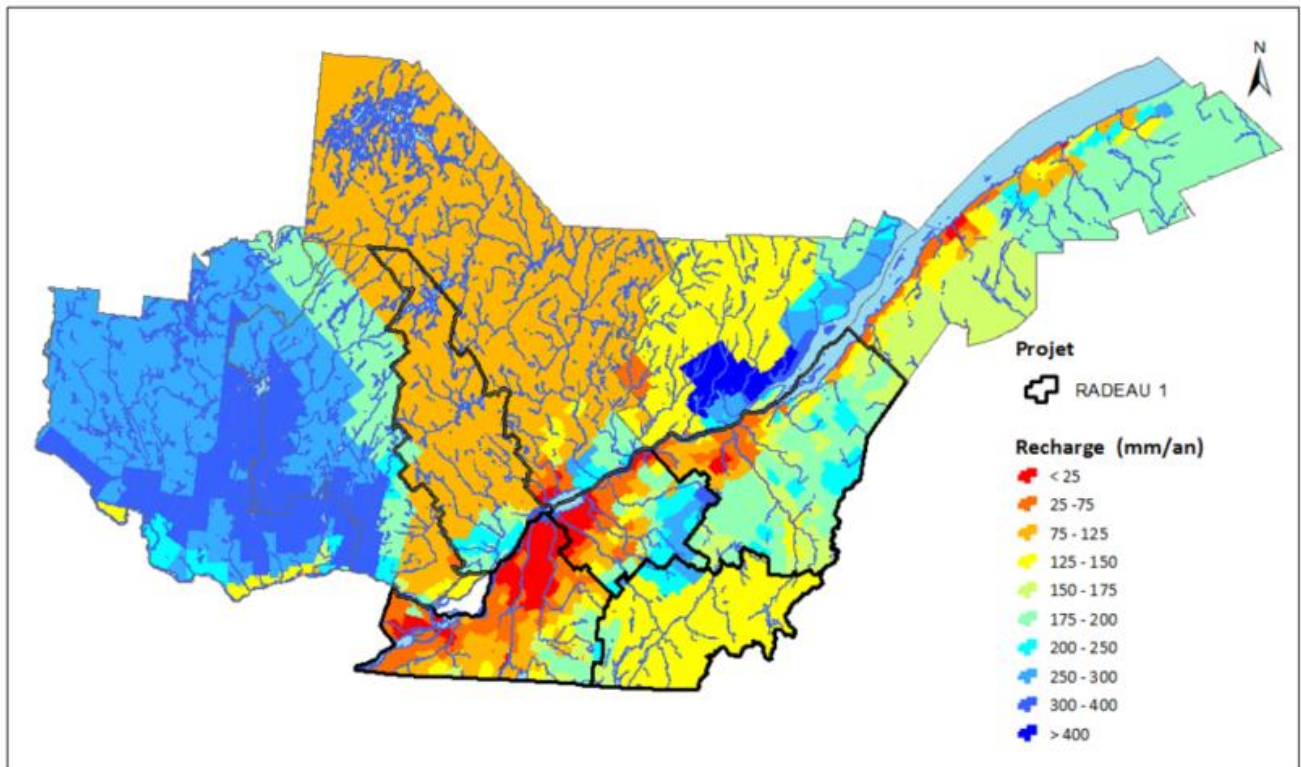 N
Projet
RADEAU 1
Recharge (mm/an)
< 25
25 -75
75 - 125
125 - 150
150 - 175
175 - 200
200 - 250
250 - 300
300 - 400
> 400